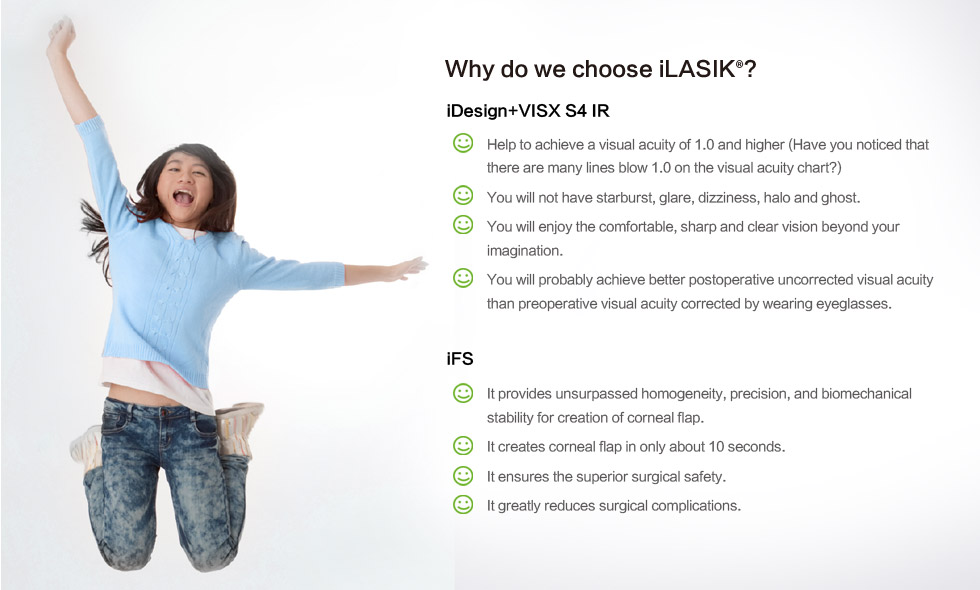 Why do we choose iLASIK®?
iDesign+VISX S4 IR
Help to achieve a visual acuity of 1.0 and higher (Have you noticed that
there are many lines blow 1.0 on the visual acuity chart?)
You will not have starburst, glare, dizziness, halo and ghost.
You will enjoy the comfortable, sharp and clear vision beyond your
imagination.
You will probably achieve better postoperative uncorrected visual acuity
than preoperative visual acuity corrected by wearing eyeglasses.
iFS
It provides unsurpassed homogeneity, precision, and biomechanical
stability for creation of corneal flap.
It creates corneal flap in only about 10 seconds.
It ensures the superior surgical safety.
It greatly reduces surgical complications.